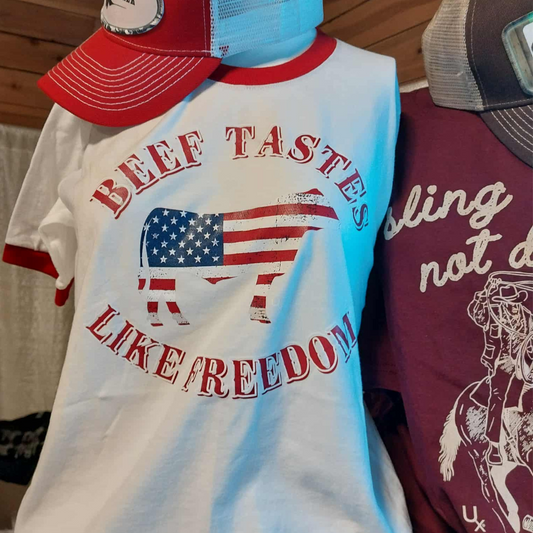 BEEF TASTES
LIKE FREEDOM
sling
not d